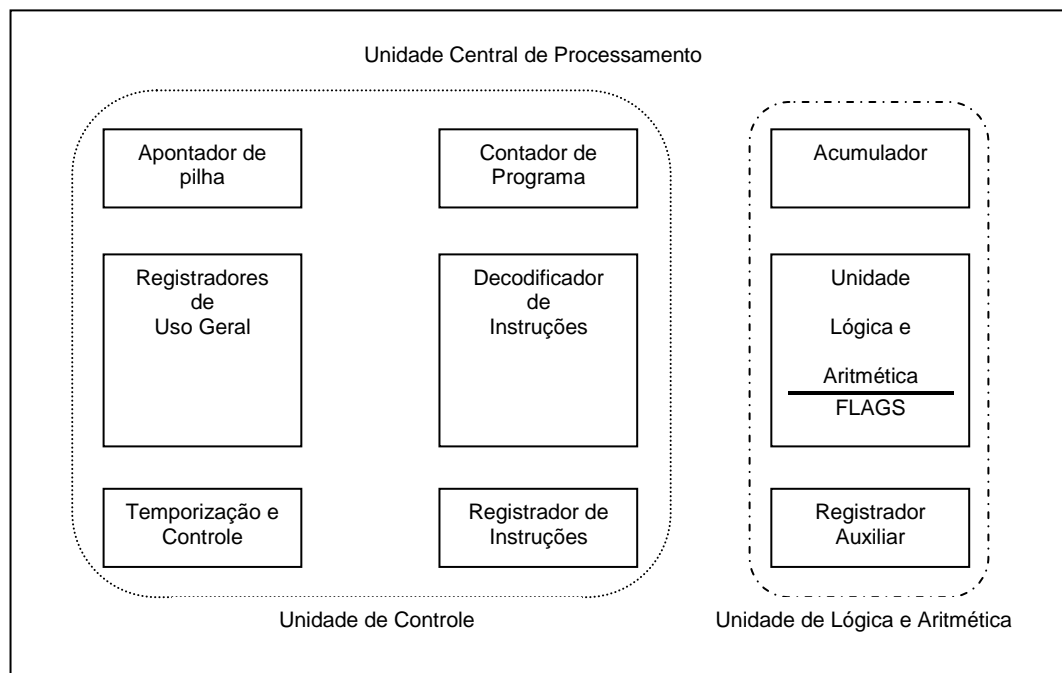 Unidade Central de Processamento
Apontador de
pilha
Contador de
Programa
Acumulador
Registradores
de
Uso Geral
Decodificador
de
Instruções
Unidade
Lógica e
Aritmética
FLAGS
Temporização e
Controle
Registrador de
Instruções
Registrador
Auxiliar
Unidade de Controle
Unidade de Lógica e Aritmética